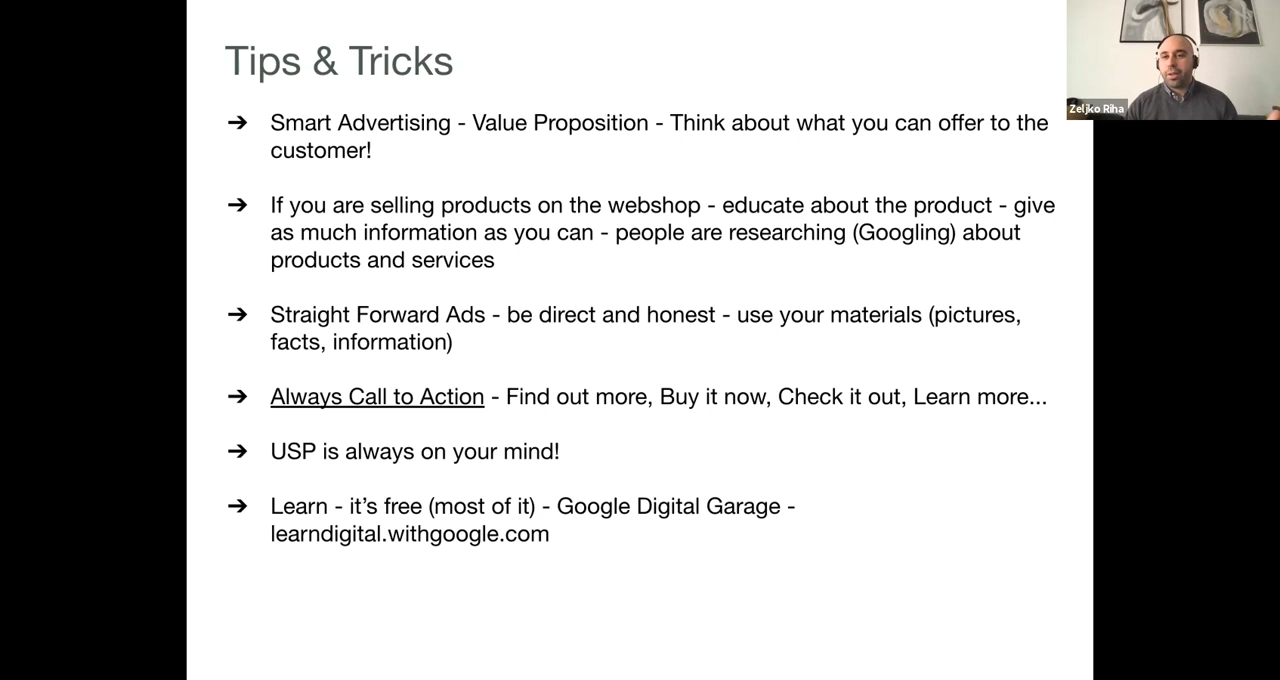 Tips & Tricks
Zeljko Riha
➔ Smart Advertising - Value Proposition - Think about what you can offer to the
customer!
➔ If you are selling products on the webshop - educate about the product - give
as much information as you can - people are researching (Googling) about
products and services
➔ Straight Forward Ads - be direct and honest - use your materials (pictures,
facts, information)
➔ Always Call to Action - Find out more, Buy it now, Check it out, Learn more...
➔ USP is always on your mind!
➔ Learn - it’s free (most of it) - Google Digital Garage -
learndigital.withgoogle.com